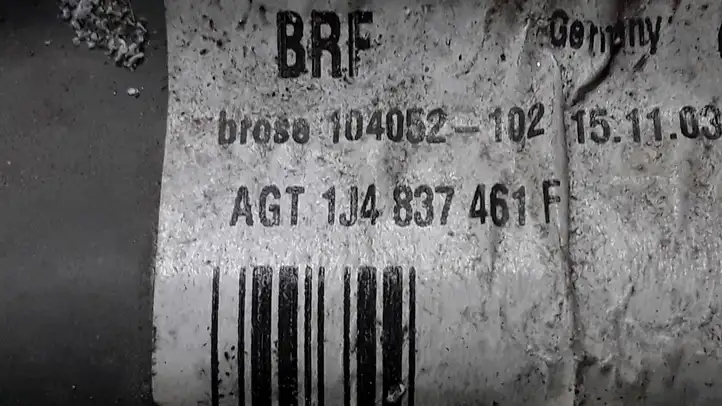 BRF Germany
brose 104052-102 15.11.03
AGT 1J4 837 461 F